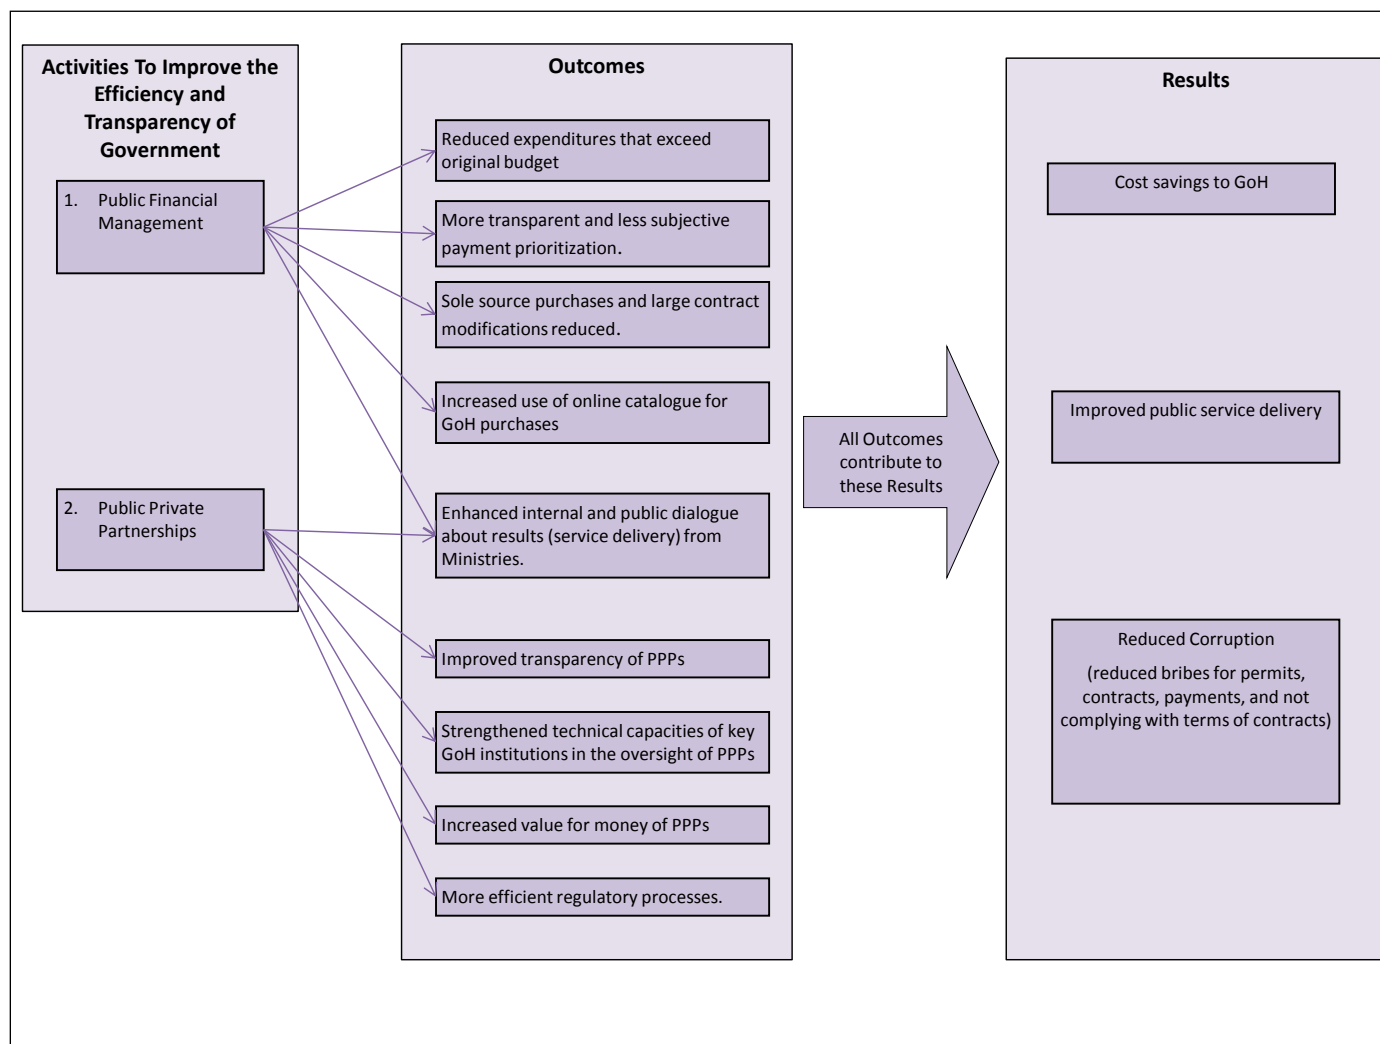 Activities To Improve the
Efficiency and
Transparency of
Government
1. Public Financial
Management
2. Public Private
Partnerships
Outcomes
Reduced expenditures that exceed
original budget
More transparent and less subjective
payment prioritization.
Sole source purchases and large contract
modifications reduced.
Increased use of online catalogue for
GoH purchases
Enhanced internal and public dialogue
about results (service delivery) from
Ministries.
Improved transparency of PPPs
Strengthened technical capacities of key
GoH institutions in the oversight of PPPs
Increased value for money of PPPs
More efficient regulatory processes.
All Outcomes
contribute to
these Results
Results
Cost savings to GoH
Improved public service delivery
Reduced Corruption
(reduced bribes for permits,
contracts, payments, and not
complying with terms of contracts)